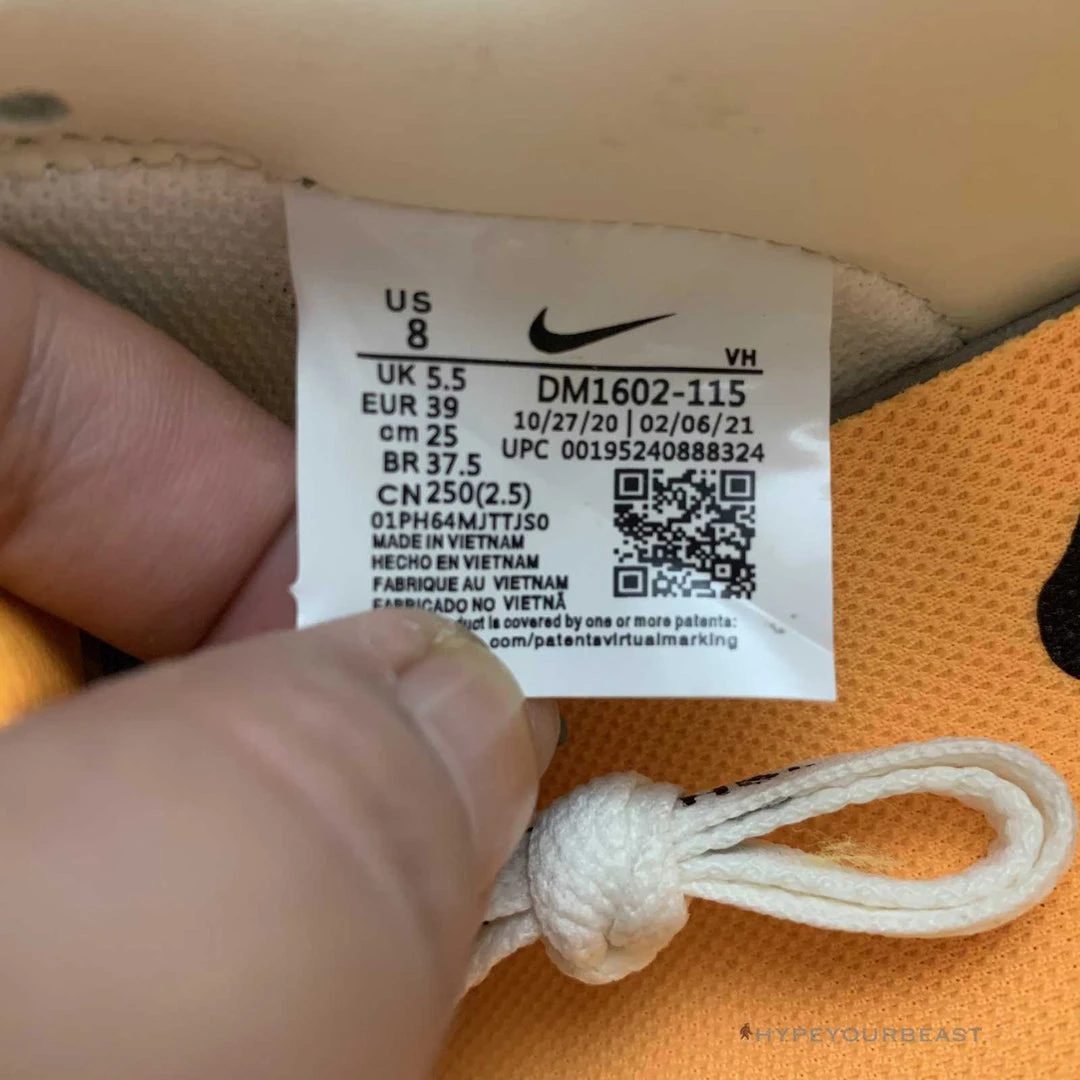 US
8
VH
UK 5.5
EUR 39
cm 25
BR 37.5
CN 250(2.5)
DM1602-115
10/27/20 | 02/06/21
UPC 00195240888324
01PH64MJTTJS0
MADE IN VIETNAM
HECHO EN VIETNAM
FABRIQUE AU VIETNAM
FABRICADO NO VIETNÃ
duct is covered by one or more patents:
.com/patentsvirtualmarking
HYPEYOURBEAST